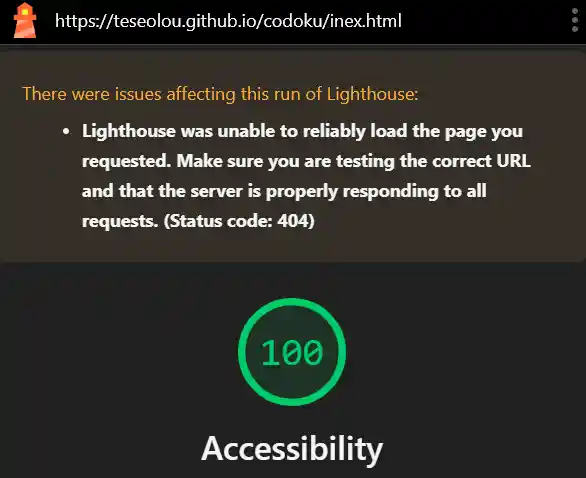 https://teseolou.github.io/codoku/inex.html
There were issues affecting this run of Lighthouse:
• Lighthouse was unable to reliably load the page you
requested. Make sure you are testing the correct URL
and that the server is properly responding to all
requests. (Status code: 404)
100
Accessibility